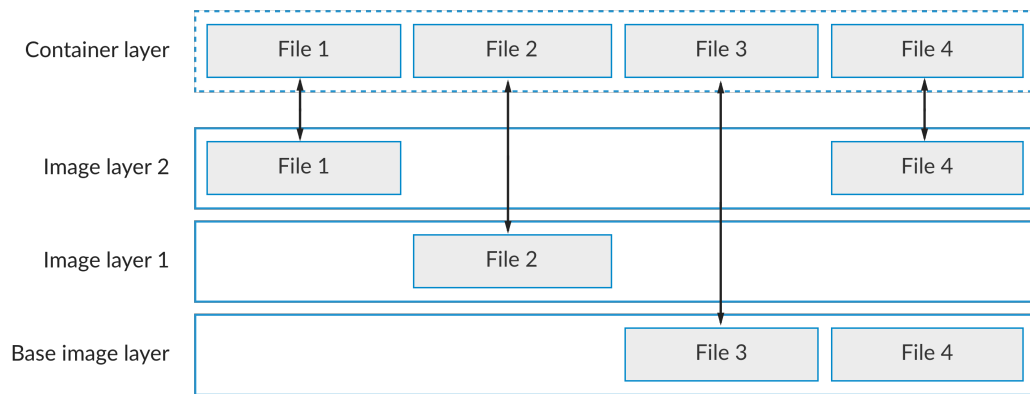 Container layer File 1 File 2 File 3 File 4
Image layer 2 File 1 File 4
Image layer 1 File 2
Base image layer File 3 File 4